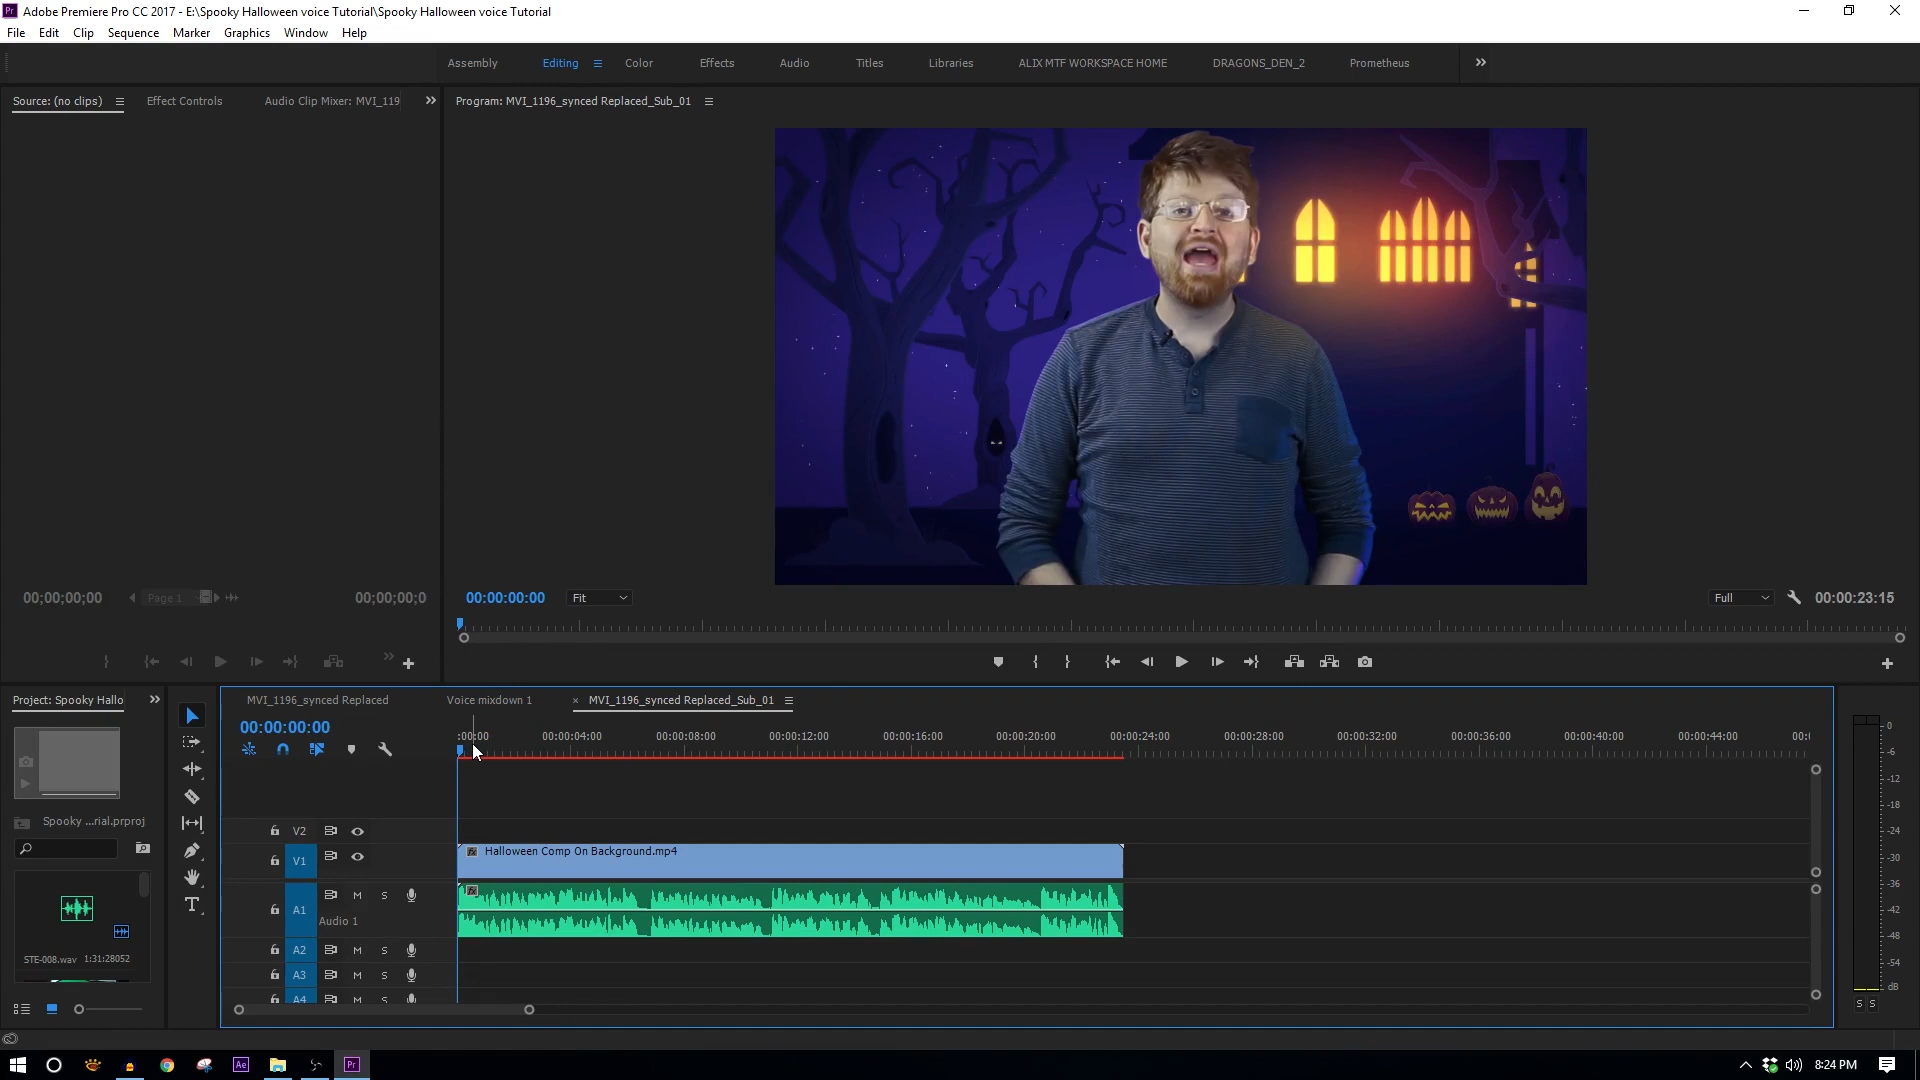 Adobe Premiere Pro CC 2017 - E:\Spooky Halloween voice Tutorial\Spooky Halloween voice Tutorial
File Edit Clip Sequence Marker Graphics Window Help
Assembly Editing Color Effects Audio Titles Libraries ALIX MTF WORKSPACE HOME DRAGONS_DEN_2 Prometheus
Source: (no clips) Effect Controls Audio Clip Mixer: MVI_119
Program: MVI_1196_synced Replaced_Sub_01
00;00;00;00 Page 1 00;00;00;0
00:00:00:00 Fit Full 00:00:23:15
Project: Spooky Hallo
MVI_1196_synced Replaced Voice mixdown 1 × MVI_1196_synced Replaced_Sub_01
00:00:00:00
:00:00 00:00:04:00 00:00:08:00 00:00:12:00 00:00:16:00 00:00:20:00 00:00:24:00 00:00:28:00 00:00:32:00 00:00:36:00 00:00:40:00 00:00:44:00 00:
Spooky ...rial.prproj
V2
V1 fx Halloween Comp On Background.mp4
A1 M S fx
Audio 1
A2 M S
A3 M S
A4 M S
STE-008.wav 1:31:28052
0
-6
-12
-18
-24
-30
-36
-42
-48
-54
dB
S S
Ae Pr 8:24 PM